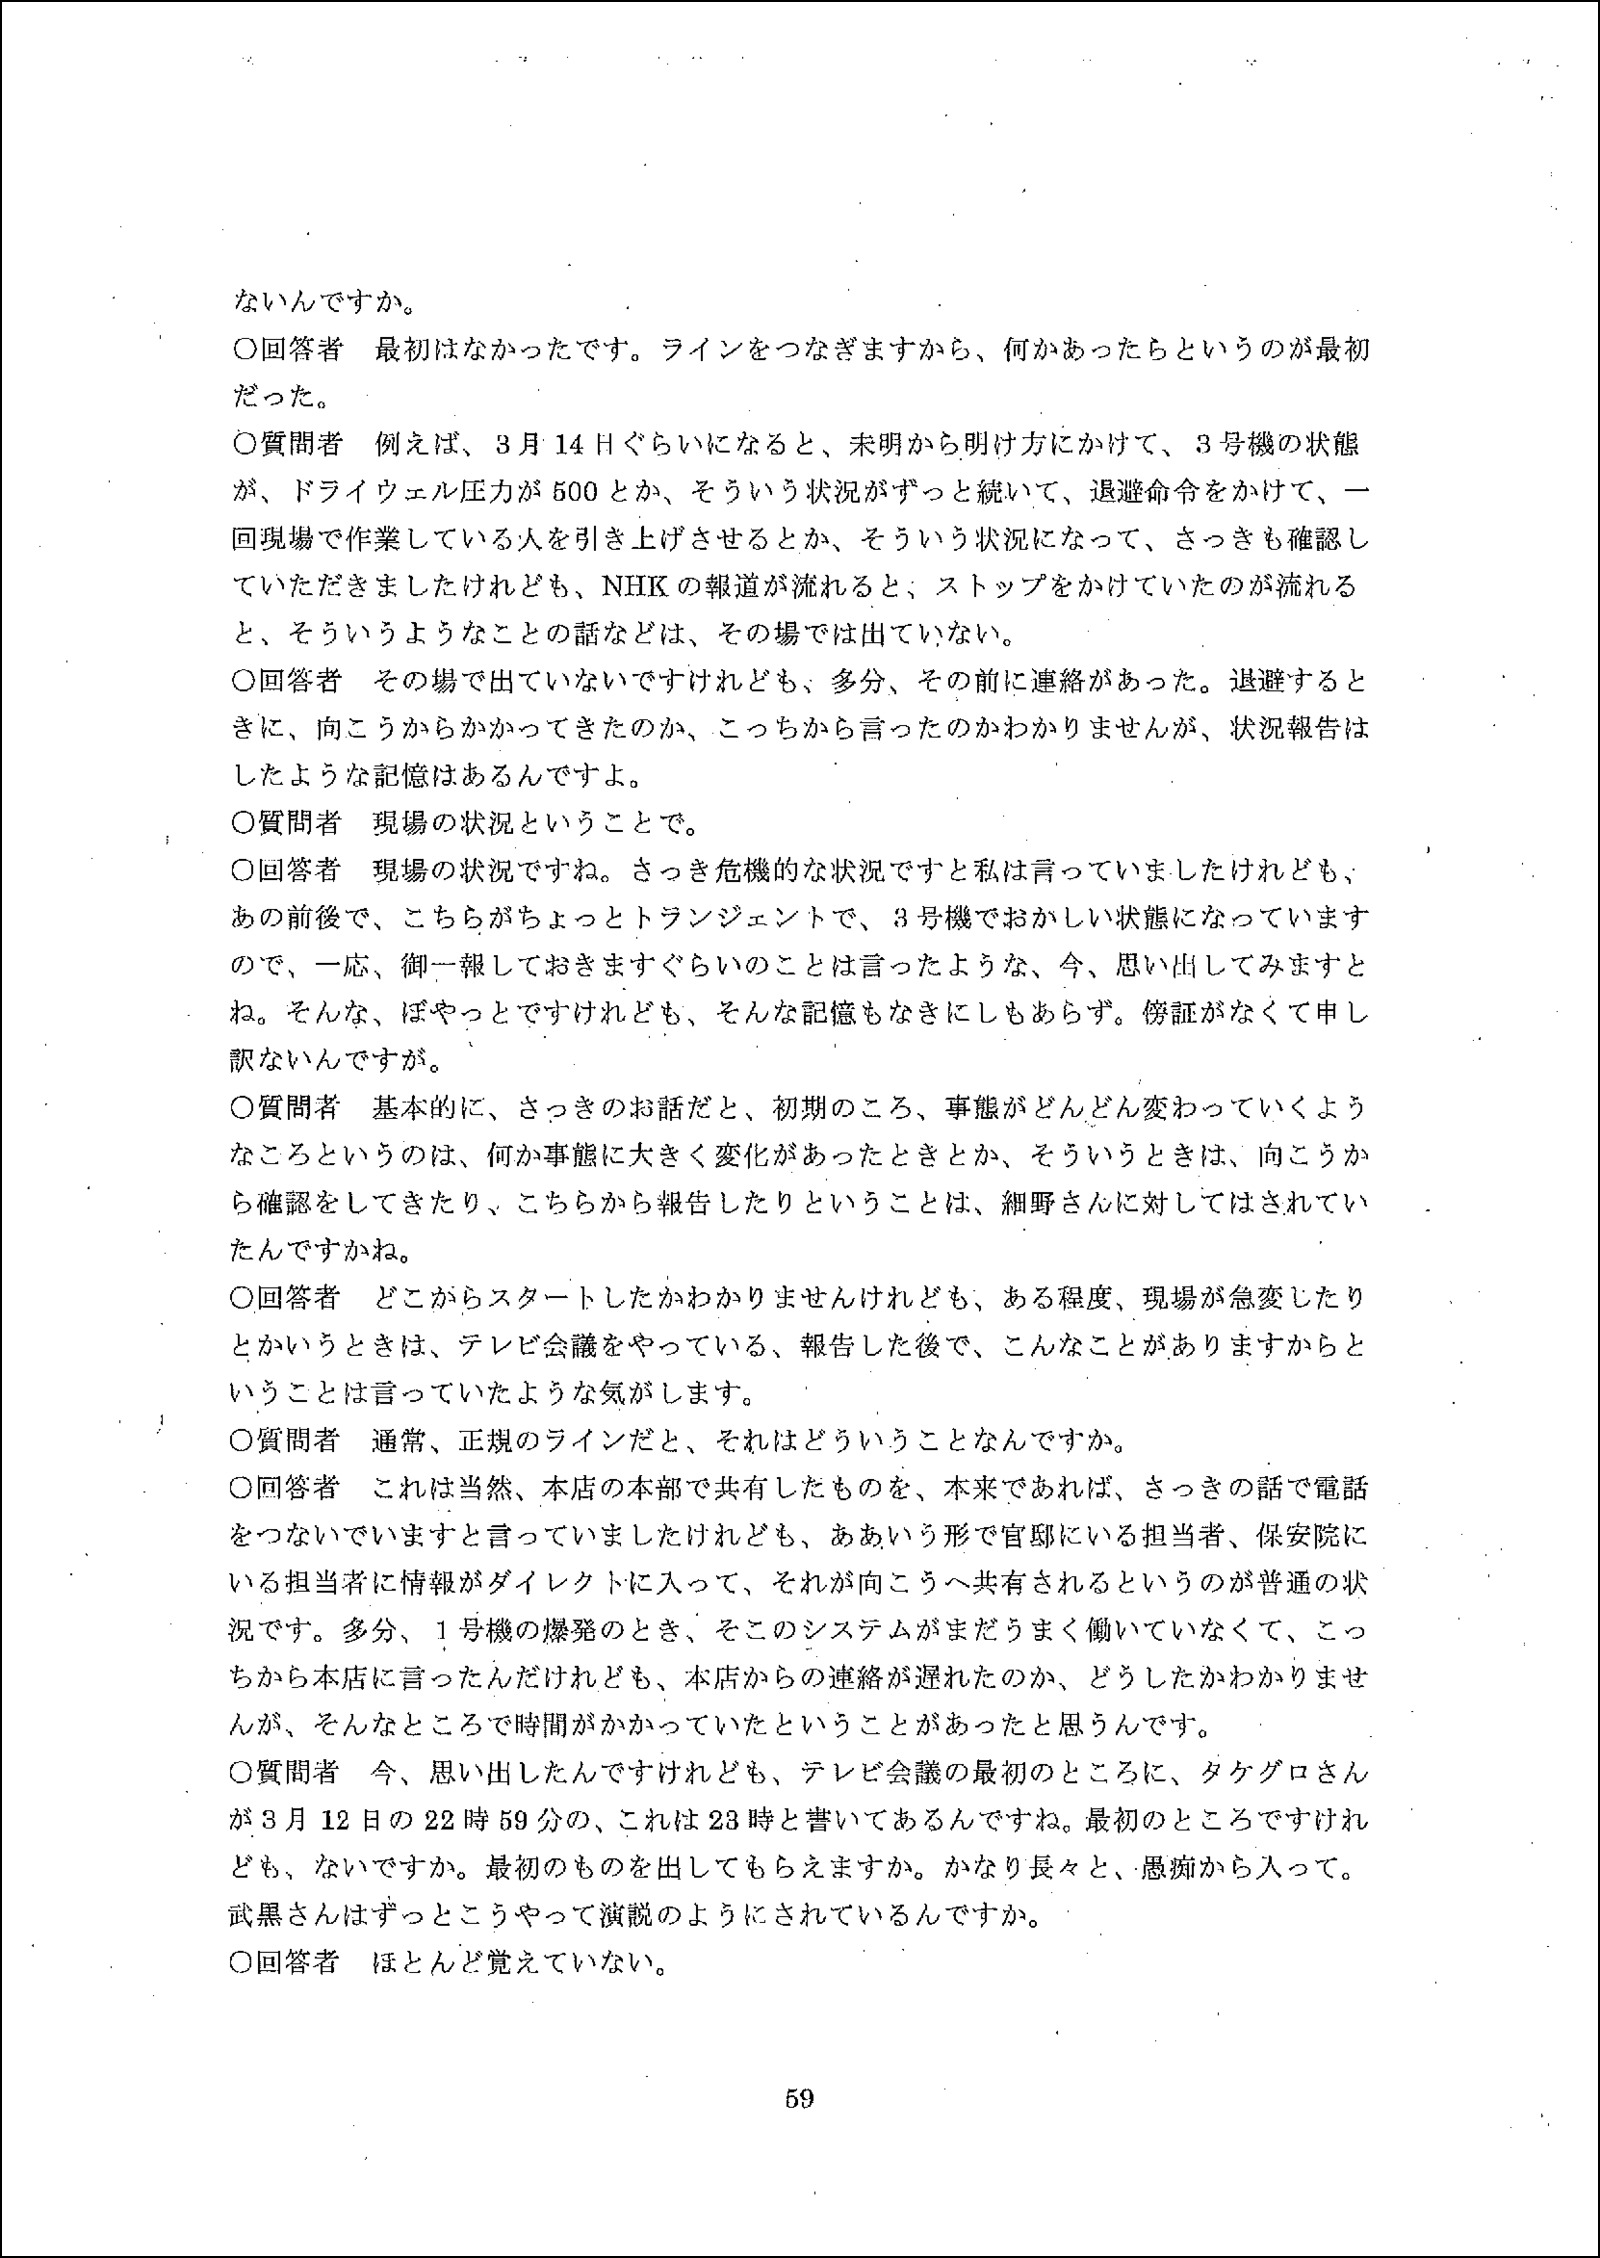 ないんですか。
〇回答者　最初はなかったです。ラインをつなぎますから、何かあったらというのが最初
だった。
〇質問者　例えば、３月 14 日ぐらいになると、未明から明け方にかけて、３号機の状態
が、ドライウェル圧力が 500 とか、そういう状況がずっと続いて、退避命令をかけて、一
回現場で作業している人を引き上げさせるとか、そういう状況になって、さっきも確認し
ていただきましたけれども、NHK の報道が流れると、ストップをかけていたのが流れる
と、そういうようなことの話などは、その場では出ていない。
〇回答者　その場で出ていないですけれども、多分、その前に連絡があった。退避すると
きに、向こうからかかってきたのか、こっちから言ったのかわかりませんが、状況報告は
したような記憶はあるんですよ。
〇質問者　現場の状況ということで。
〇回答者　現場の状況ですね。さっき危機的な状況ですと私は言っていましたけれども、
あの前後で、こちらがちょっとトランジェントで、３号機でおかしい状態になっています
ので、一応、御一報しておきますぐらいのことは言ったような、今、思い出してみますと
ね。そんな、ぼやっとですけれども、そんな記憶もなきにしもあらず。傍証がなくて申し
訳ないんですが。
〇質問者　基本的に、さっきのお話だと、初期のころ、事態がどんどん変わっていくよう
なころというのは、何か事態に大きく変化があったときとか、そういうときは、向こうか
ら確認をしてきたり、こちらから報告したりということは、細野さんに対してはされてい
たんですかね。
〇回答者　どこがらスタートしたかわかりませんけれども、ある程度、現場が急変したり
とかいうときは、テレビ会議をやっている、報告した後で、こんなことがありますからと
いうことは言っていたような気がします。
〇質問者　通常、正規のラインだと、それはどういうことなんですか。
〇回答者　これは当然、本店の本部で共有したものを、本来であれば、さっきの話で電話
をつないでいますと言っていましたけれども、ああいう形で官邸にいる担当者、保安院に
いる担当者に情報がダイレクトに入って、それが向こうへ共有されるというのが普通の状
況です。多分、１号機の爆発のとき、そこのシステムがまだうまく働いていなくて、こっ
ちから本店に言ったんだけれども、本店からの連絡が遅れたのか、どうしたかわかりませ
んが、そんなところで時間がかかっていたということがあったと思うんです。
〇質問者　今、思い出したんですけれども、テレビ会議の最初のところに、タケグロさん
が３月 12 日の 22 時 59 分の、これは 23 時と書いてあるんですね。最初のところですけれ
ども、ないですか。最初のものを出してもらえますか。かなり長々と、愚痴から入って。
武黒さんはずっとこうやって演説のようにされているんですか。
〇回答者　ほとんど覚えていない。
59